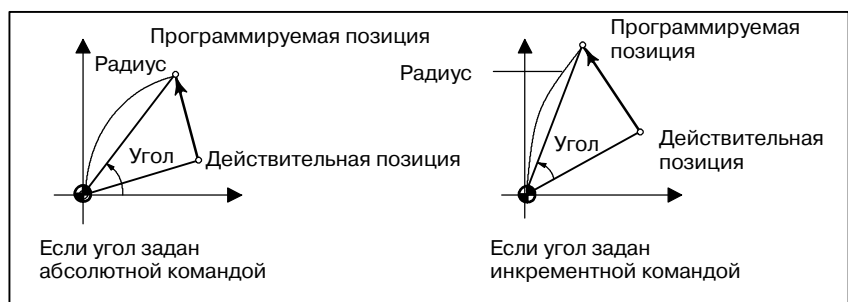 Программируемая позиция
Радиус
Угол
Действительная позиция
Если угол задан
абсолютной командой
Программируемая
позиция
Радиус
Угол
Действительная
позиция
Если угол задан
инкрементной командой